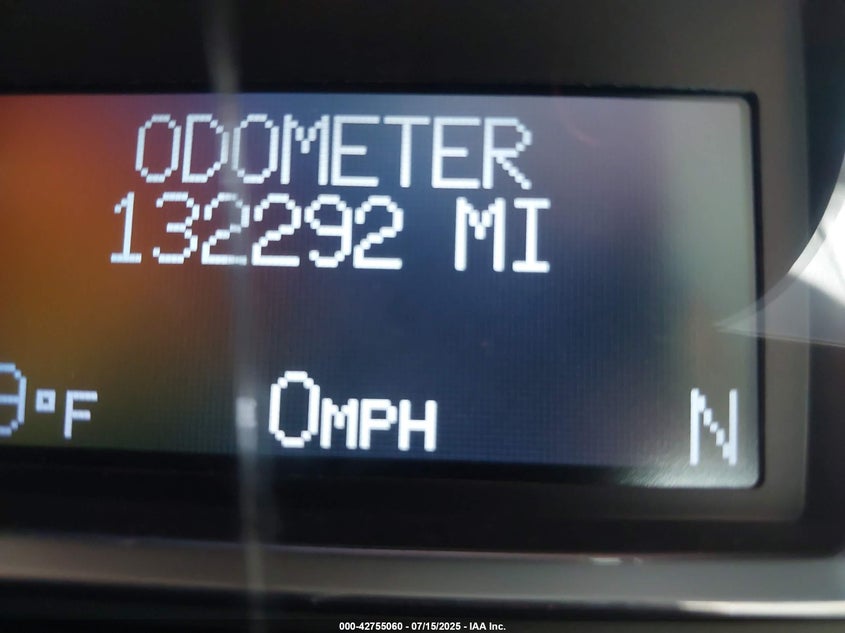 ODOMETER
132292 MI
°F 0MPH N
000-42755060 - 07/15/2025 - IAA Inc.